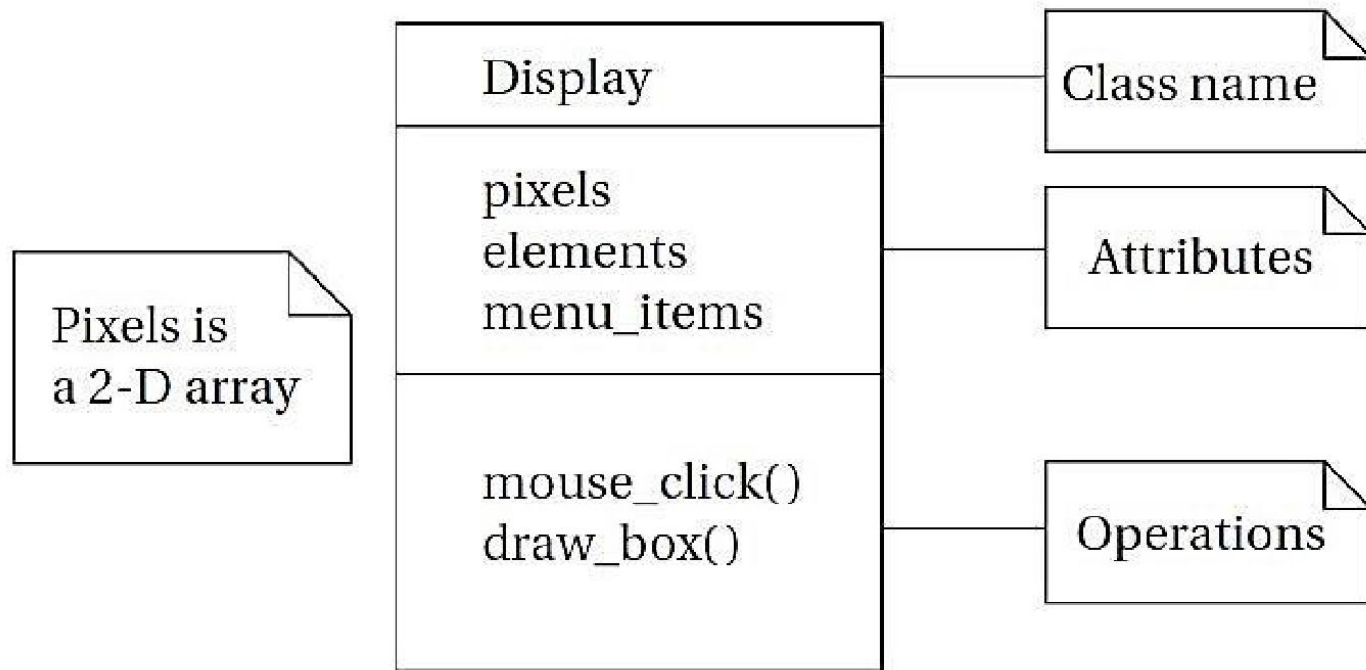 Display
Class name
pixels
elements
menu_items
Attributes
Pixels is
a 2-D array
mouse_click()
draw_box()
Operations